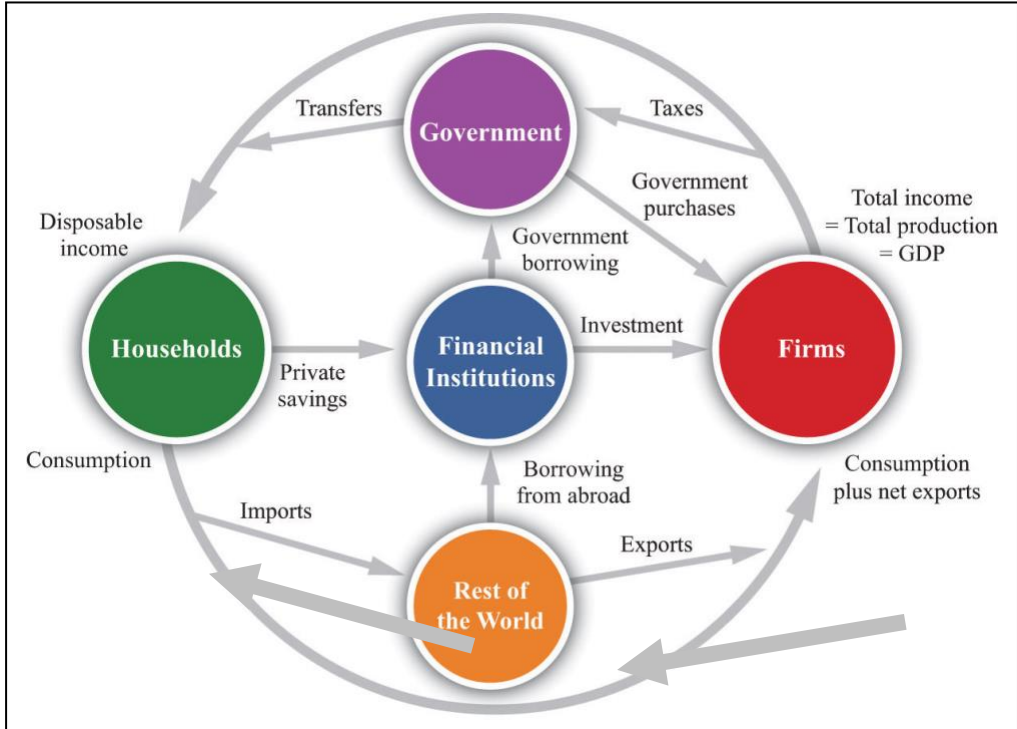 Transfers
Taxes
Government
Government
purchases
Total income
= Total production
= GDP
Disposable
income
Government
borrowing
Households
Private
savings
Financial
Institutions
Investment
Firms
Consumption
Borrowing
from abroad
Consumption
plus net exports
Imports
Exports
Rest of
the World